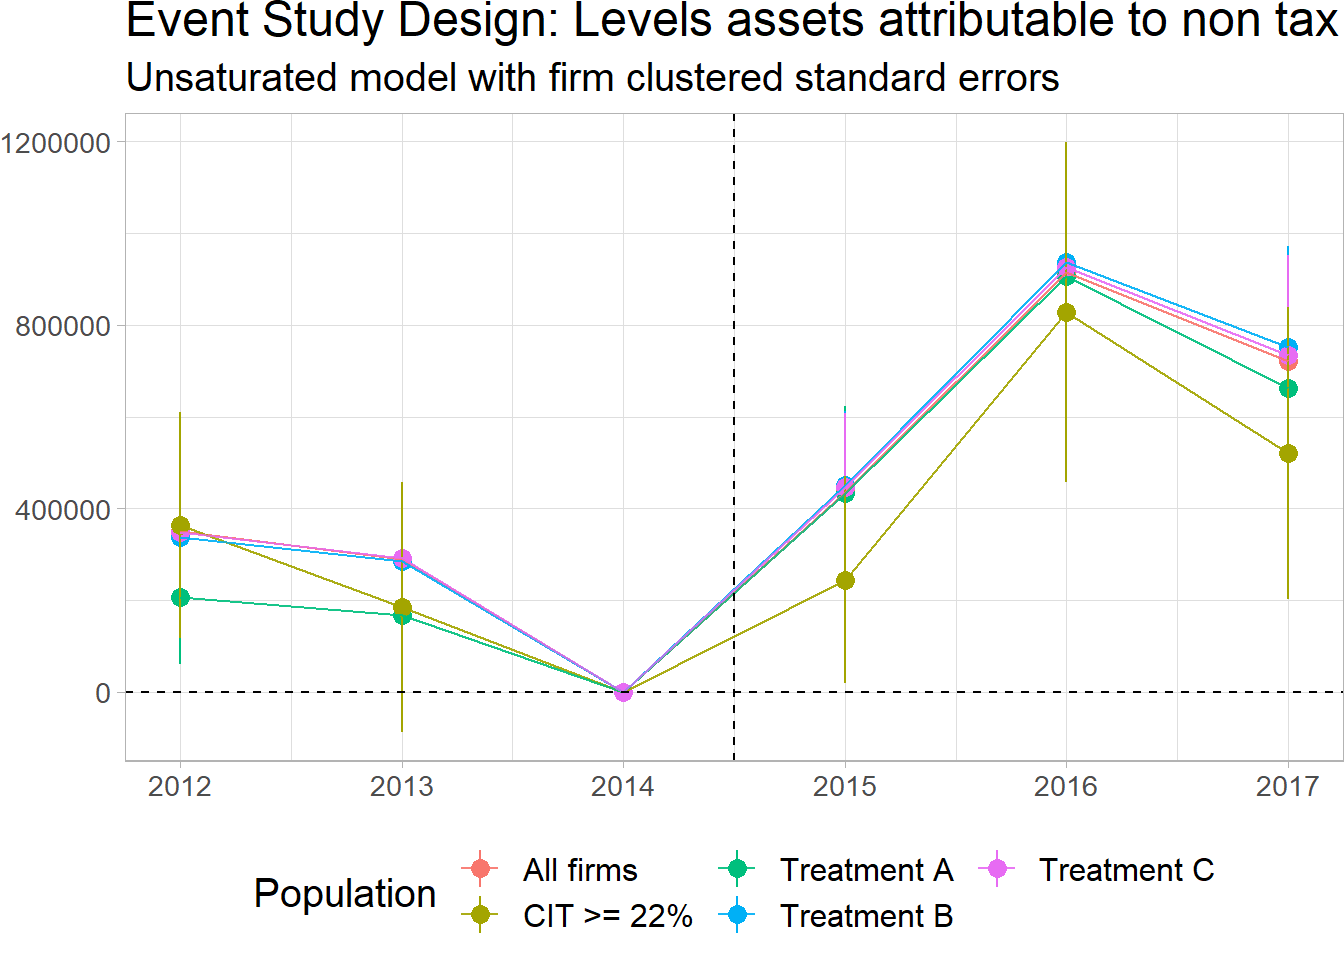 Event Study Design: Levels assets attributable to non tax
Unsaturated model with firm clustered standard errors
1200000
800000
400000
0
2012 2013 2014 2015 2016 2017
Population
All firms Treatment A Treatment C
CIT >= 22% Treatment B